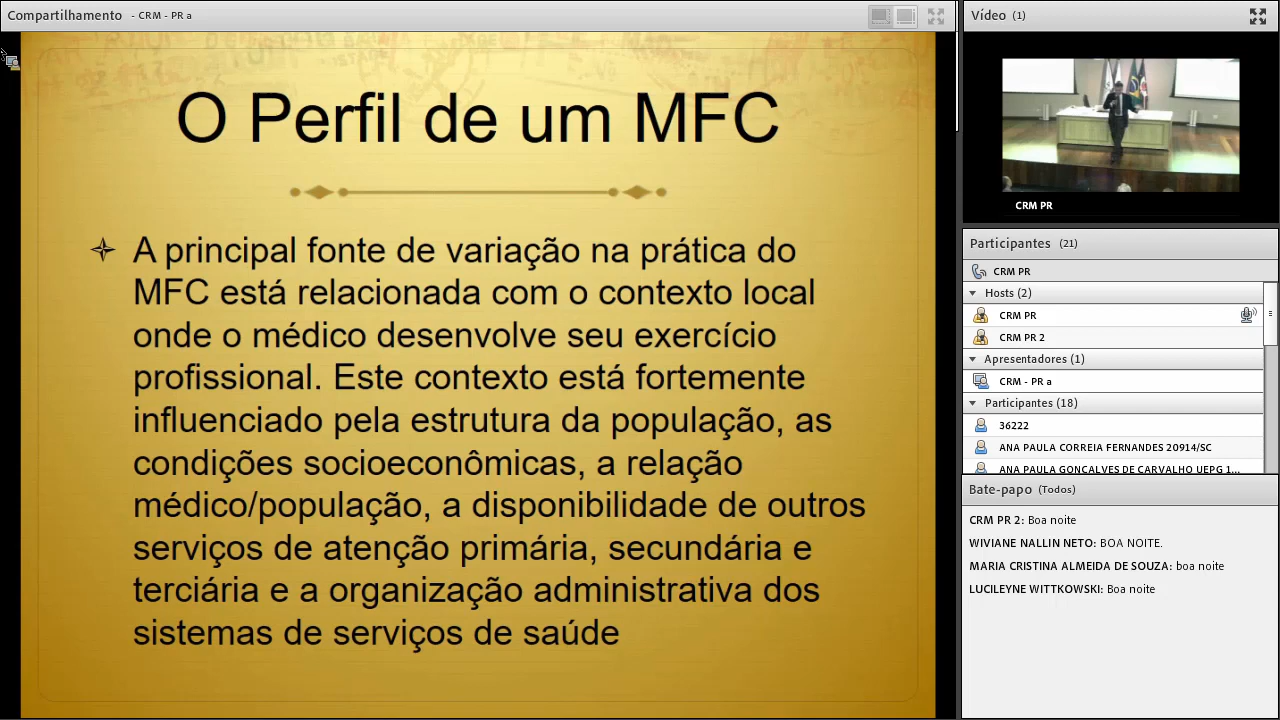 Compartilhamento - CRM - PR a
O Perfil de um MFC
A principal fonte de variação na prática do
MFC está relacionada com o contexto local
onde o médico desenvolve seu exercício
profissional. Este contexto está fortemente
influenciado pela estrutura da população, as
condições socioeconômicas, a relação
médico/população, a disponibilidade de outros
serviços de atenção primária, secundária e
terciária e a organização administrativa dos
sistemas de serviços de saúde
Vídeo (1)
CRM PR
Participantes (21)
CRM PR
Hosts (2)
CRM PR
CRM PR 2
Apresentadores (1)
CRM - PR a
Participantes (18)
36222
ANA PAULA CORREIA FERNANDES 20914/SC
ANA PAULA GONCALVES DE CARVALHO UEPG 1...
Bate-papo (Todos)
CRM PR 2: Boa noite
WIVIANE NALLIN NETO: BOA NOITE.
MARIA CRISTINA ALMEIDA DE SOUZA: boa noite
LUCILEYNE WITTKOWSKI: Boa noite